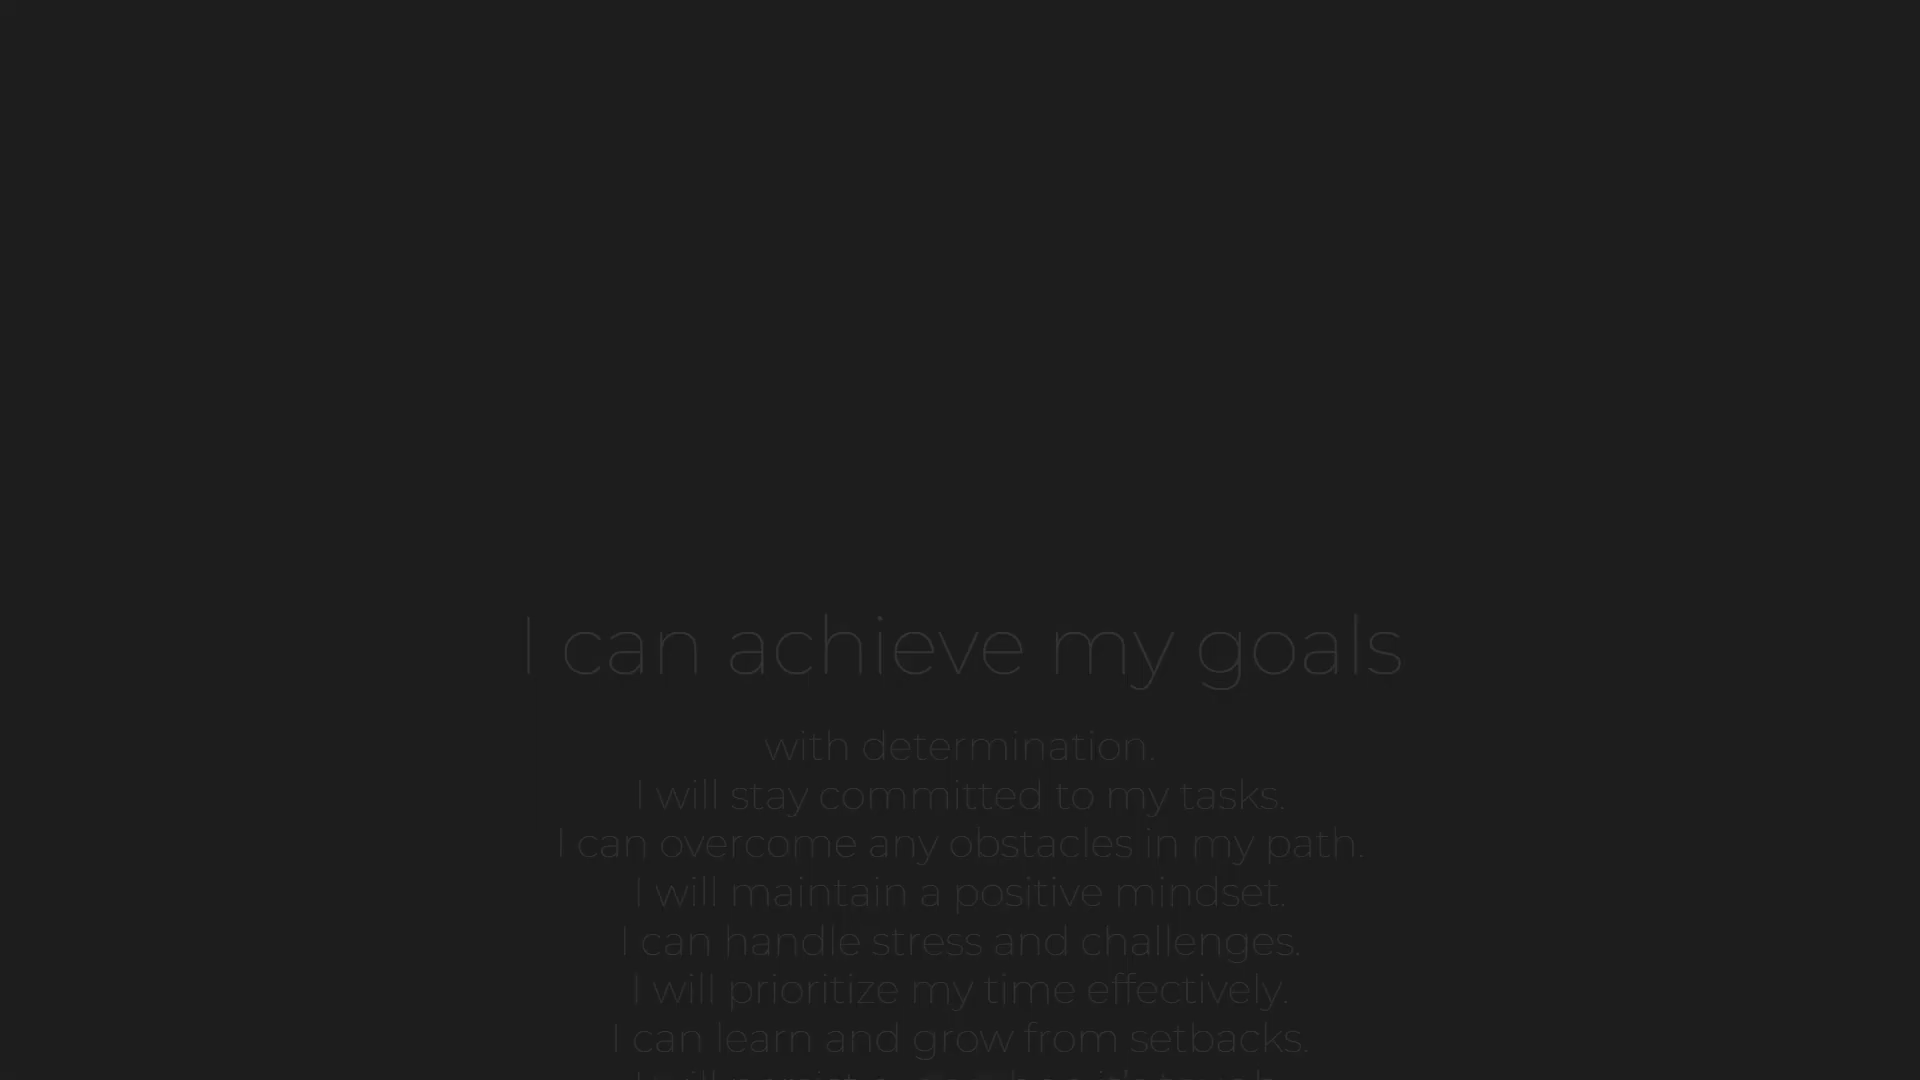 I can achieve my goals
with determination.
I will stay committed to my tasks.
I can overcome any obstacles in my path.
I will maintain a positive mindset.
I can handle stress and challenges.
I will prioritize my time effectively.
I can learn and grow from setbacks.
I will